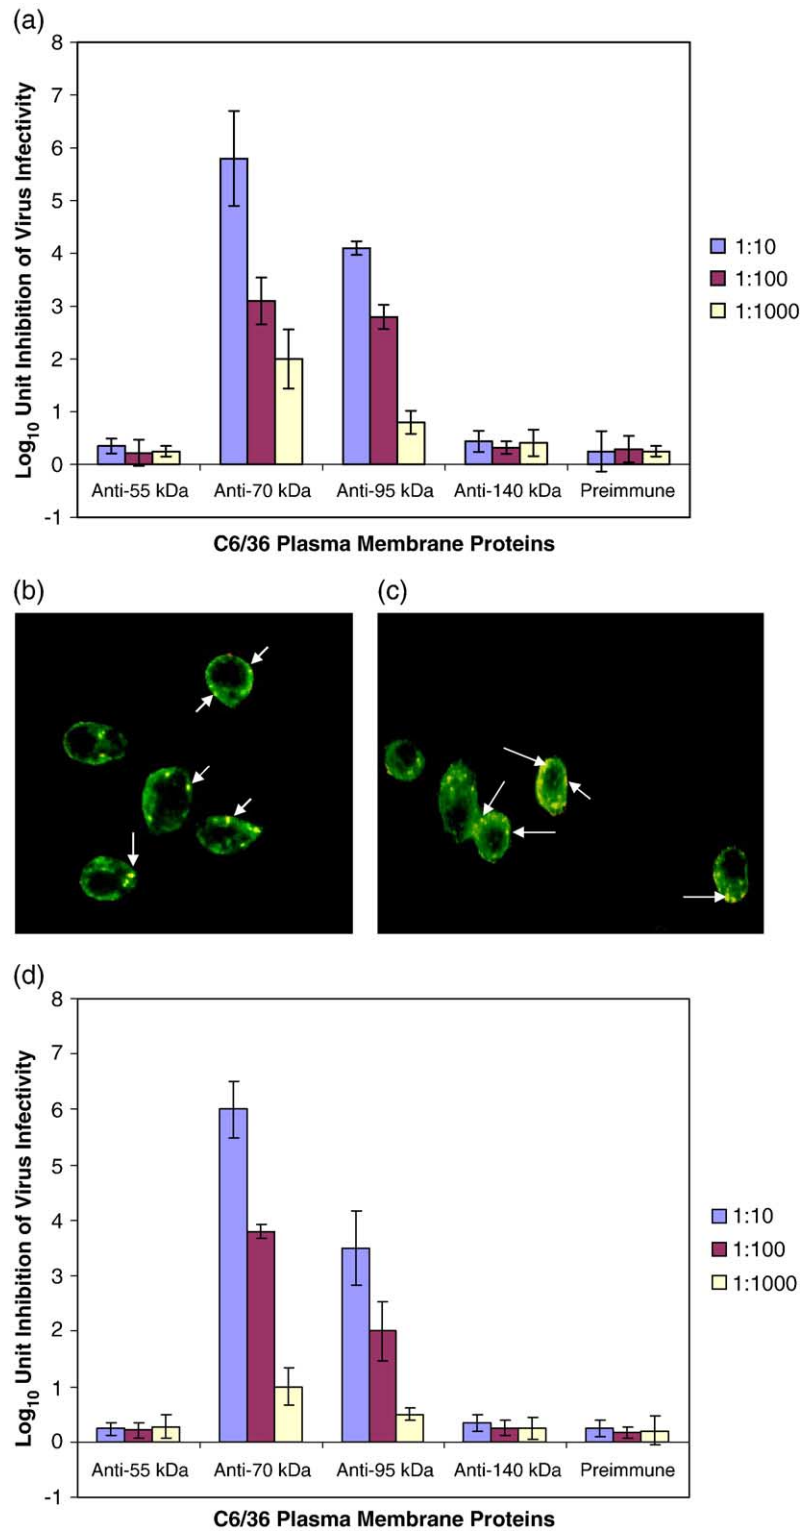 (a)
8
7
6
5
4
3
2
1
0
-1
Log10 Unit Inhibition of Virus Infectivity
Anti-55 kDa Anti-70 kDa Anti-95 kDa Anti-140 kDa Preimmune
C6/36 Plasma Membrane Proteins
1:10
1:100
1:1000
(b)
(c)
(d)
8
7
6
5
4
3
2
1
0
-1
Log10 Unit Inhibition of Virus Infectivity
Anti-55 kDa Anti-70 kDa Anti-95 kDa Anti-140 kDa Preimmune
C6/36 Plasma Membrane Proteins
1:10
1:100
1:1000